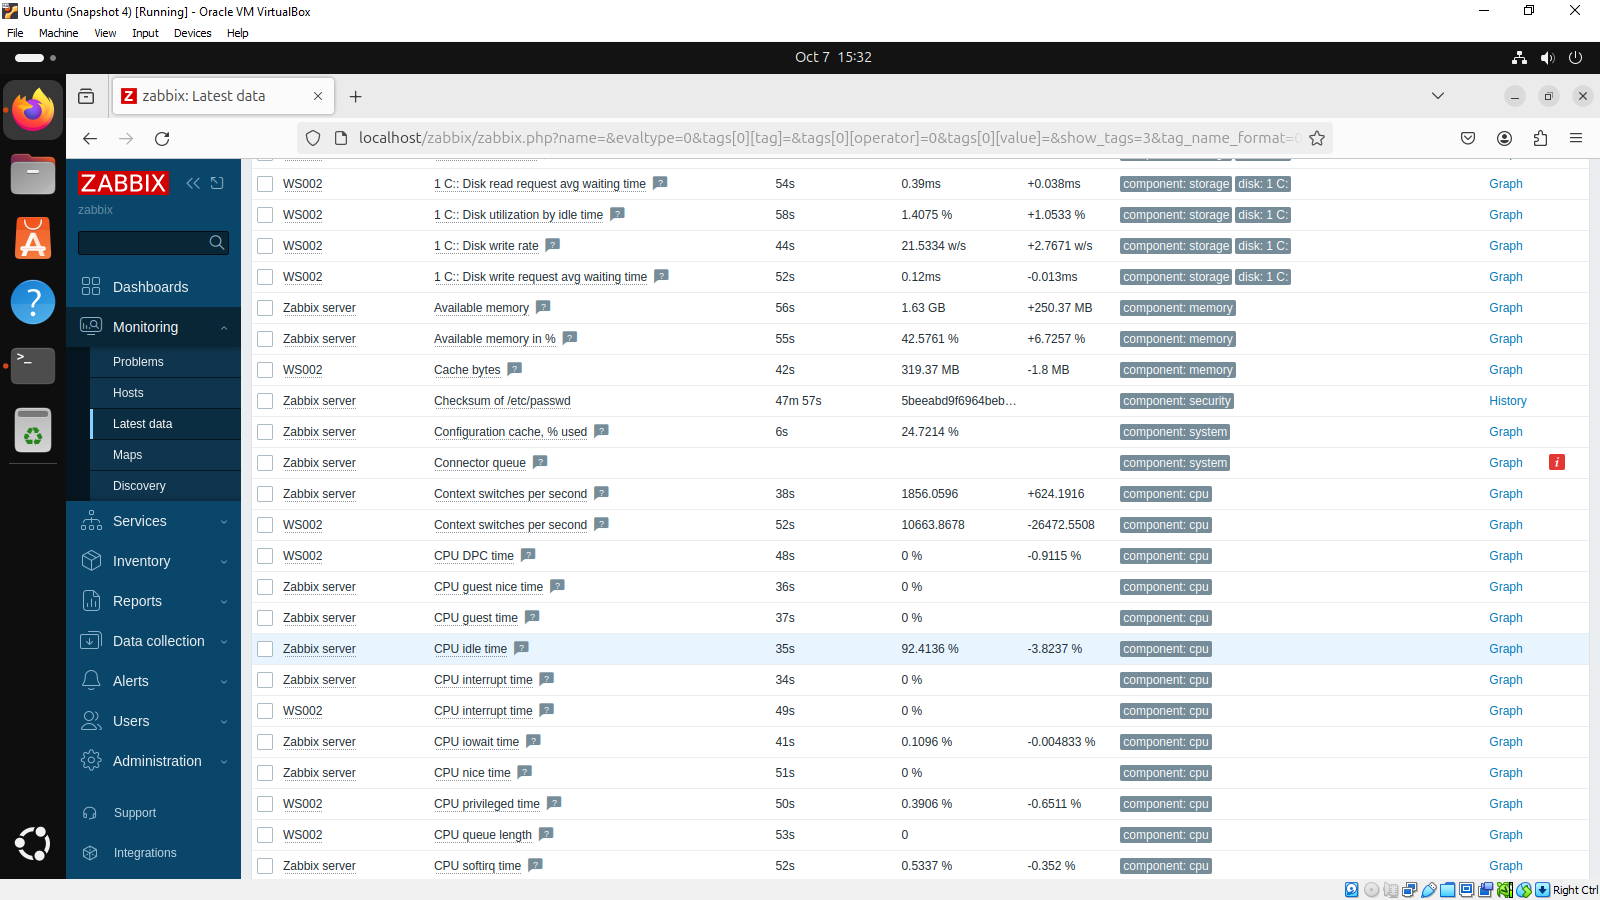 Ubuntu (Snapshot 4) [Running] - Oracle VM VirtualBox
File Machine View Input Devices Help
Oct 7 15:32
zabbix: Latest data
localhost/zabbix/zabbix.php?name=&evaltype=0&tags[0][tag]=&tags[0][operator]=0&tags[0][value]=&show_tags=3&tag_name_format=0
ZABBIX
zabbix
Dashboards
Monitoring
Problems
Hosts
Latest data
Maps
Discovery
Services
Inventory
Reports
Data collection
Alerts
Users
Administration
Support
Integrations
WS002 1 C:: Disk read request avg waiting time ? 54s 0.39ms +0.038ms component: storage disk: 1 C: Graph
WS002 1 C:: Disk utilization by idle time ? 58s 1.4075 % +1.0533 % component: storage disk: 1 C: Graph
WS002 1 C:: Disk write rate ? 44s 21.5334 w/s +2.7671 w/s component: storage disk: 1 C: Graph
WS002 1 C:: Disk write request avg waiting time ? 52s 0.12ms -0.013ms component: storage disk: 1 C: Graph
Zabbix server Available memory ? 56s 1.63 GB +250.37 MB component: memory Graph
Zabbix server Available memory in % ? 55s 42.5761 % +6.7257 % component: memory Graph
WS002 Cache bytes ? 42s 319.37 MB -1.8 MB component: memory Graph
Zabbix server Checksum of /etc/passwd 47m 57s 5beeabd9f6964beb... component: security History
Zabbix server Configuration cache, % used ? 6s 24.7214 % component: system Graph
Zabbix server Connector queue ? component: system Graph i
Zabbix server Context switches per second ? 38s 1856.0596 +624.1916 component: cpu Graph
WS002 Context switches per second ? 52s 10663.8678 -26472.5508 component: cpu Graph
WS002 CPU DPC time ? 48s 0 % -0.9115 % component: cpu Graph
Zabbix server CPU guest nice time ? 36s 0 % component: cpu Graph
Zabbix server CPU guest time ? 37s 0 % component: cpu Graph
Zabbix server CPU idle time ? 35s 92.4136 % -3.8237 % component: cpu Graph
Zabbix server CPU interrupt time ? 34s 0 % component: cpu Graph
WS002 CPU interrupt time ? 49s 0 % component: cpu Graph
Zabbix server CPU iowait time ? 41s 0.1096 % -0.004833 % component: cpu Graph
Zabbix server CPU nice time ? 51s 0 % component: cpu Graph
WS002 CPU privileged time ? 50s 0.3906 % -0.6511 % component: cpu Graph
WS002 CPU queue length ? 53s 0 component: cpu Graph
Zabbix server CPU softirq time ? 52s 0.5337 % -0.352 % component: cpu Graph
Right Ctrl